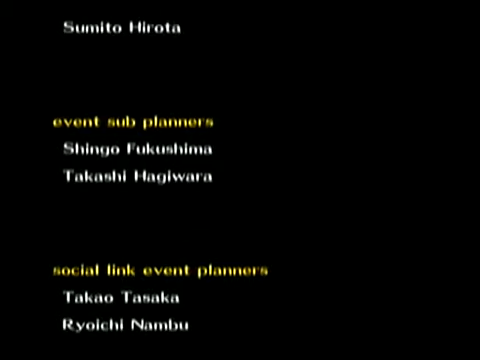 Sumito Hirota
event sub planners
Shingo Fukushima
Takashi Hagiwara
social link event planners
Takao Tasaka
Ryoichi Nambu